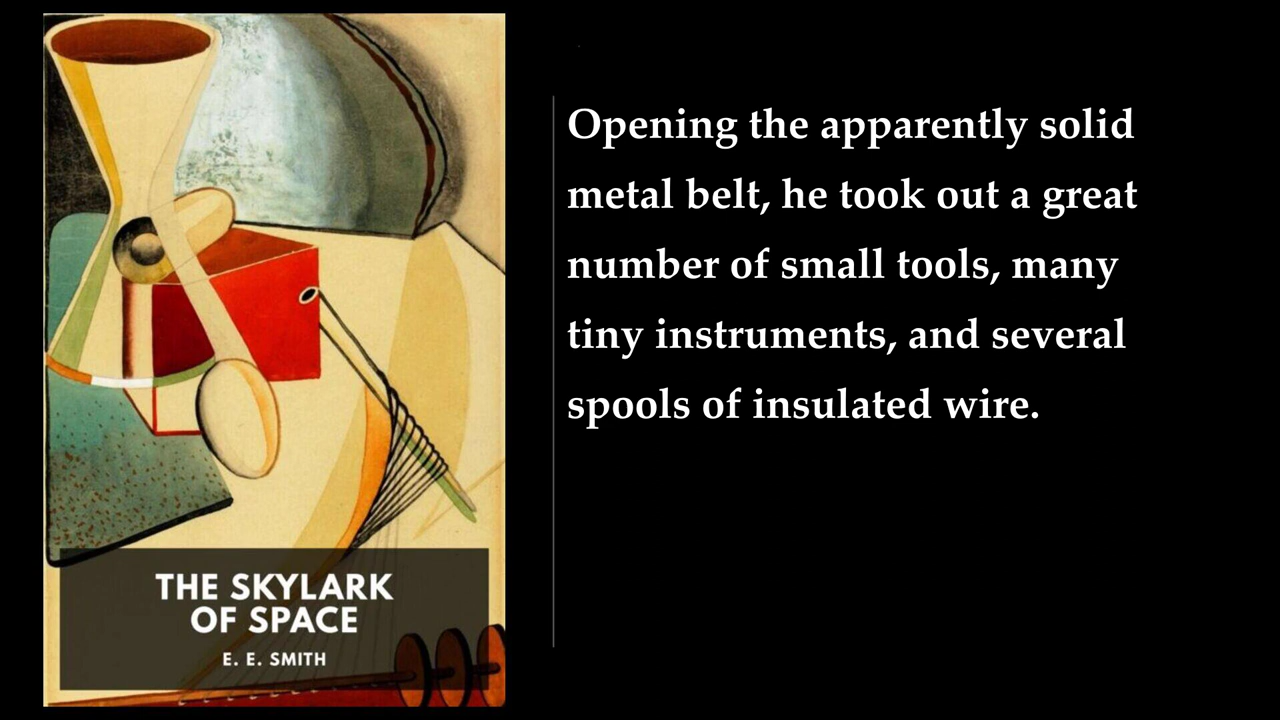 THE SKYLARK
OF SPACE
E. E. SMITH
Opening the apparently solid
metal belt, he took out a great
number of small tools, many
tiny instruments, and several
spools of insulated wire.